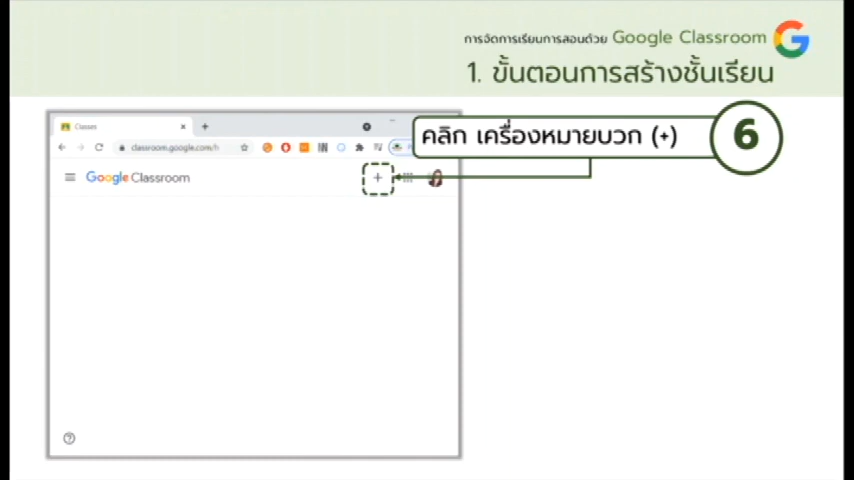 การจัดการเรียนการสอนด้วย Google Classroom
1. ขั้นตอนการสร้างชั้นเรียน
คลิก เครื่องหมายบวก (+)
6
Classes
classroom.google.com/h
Google Classroom